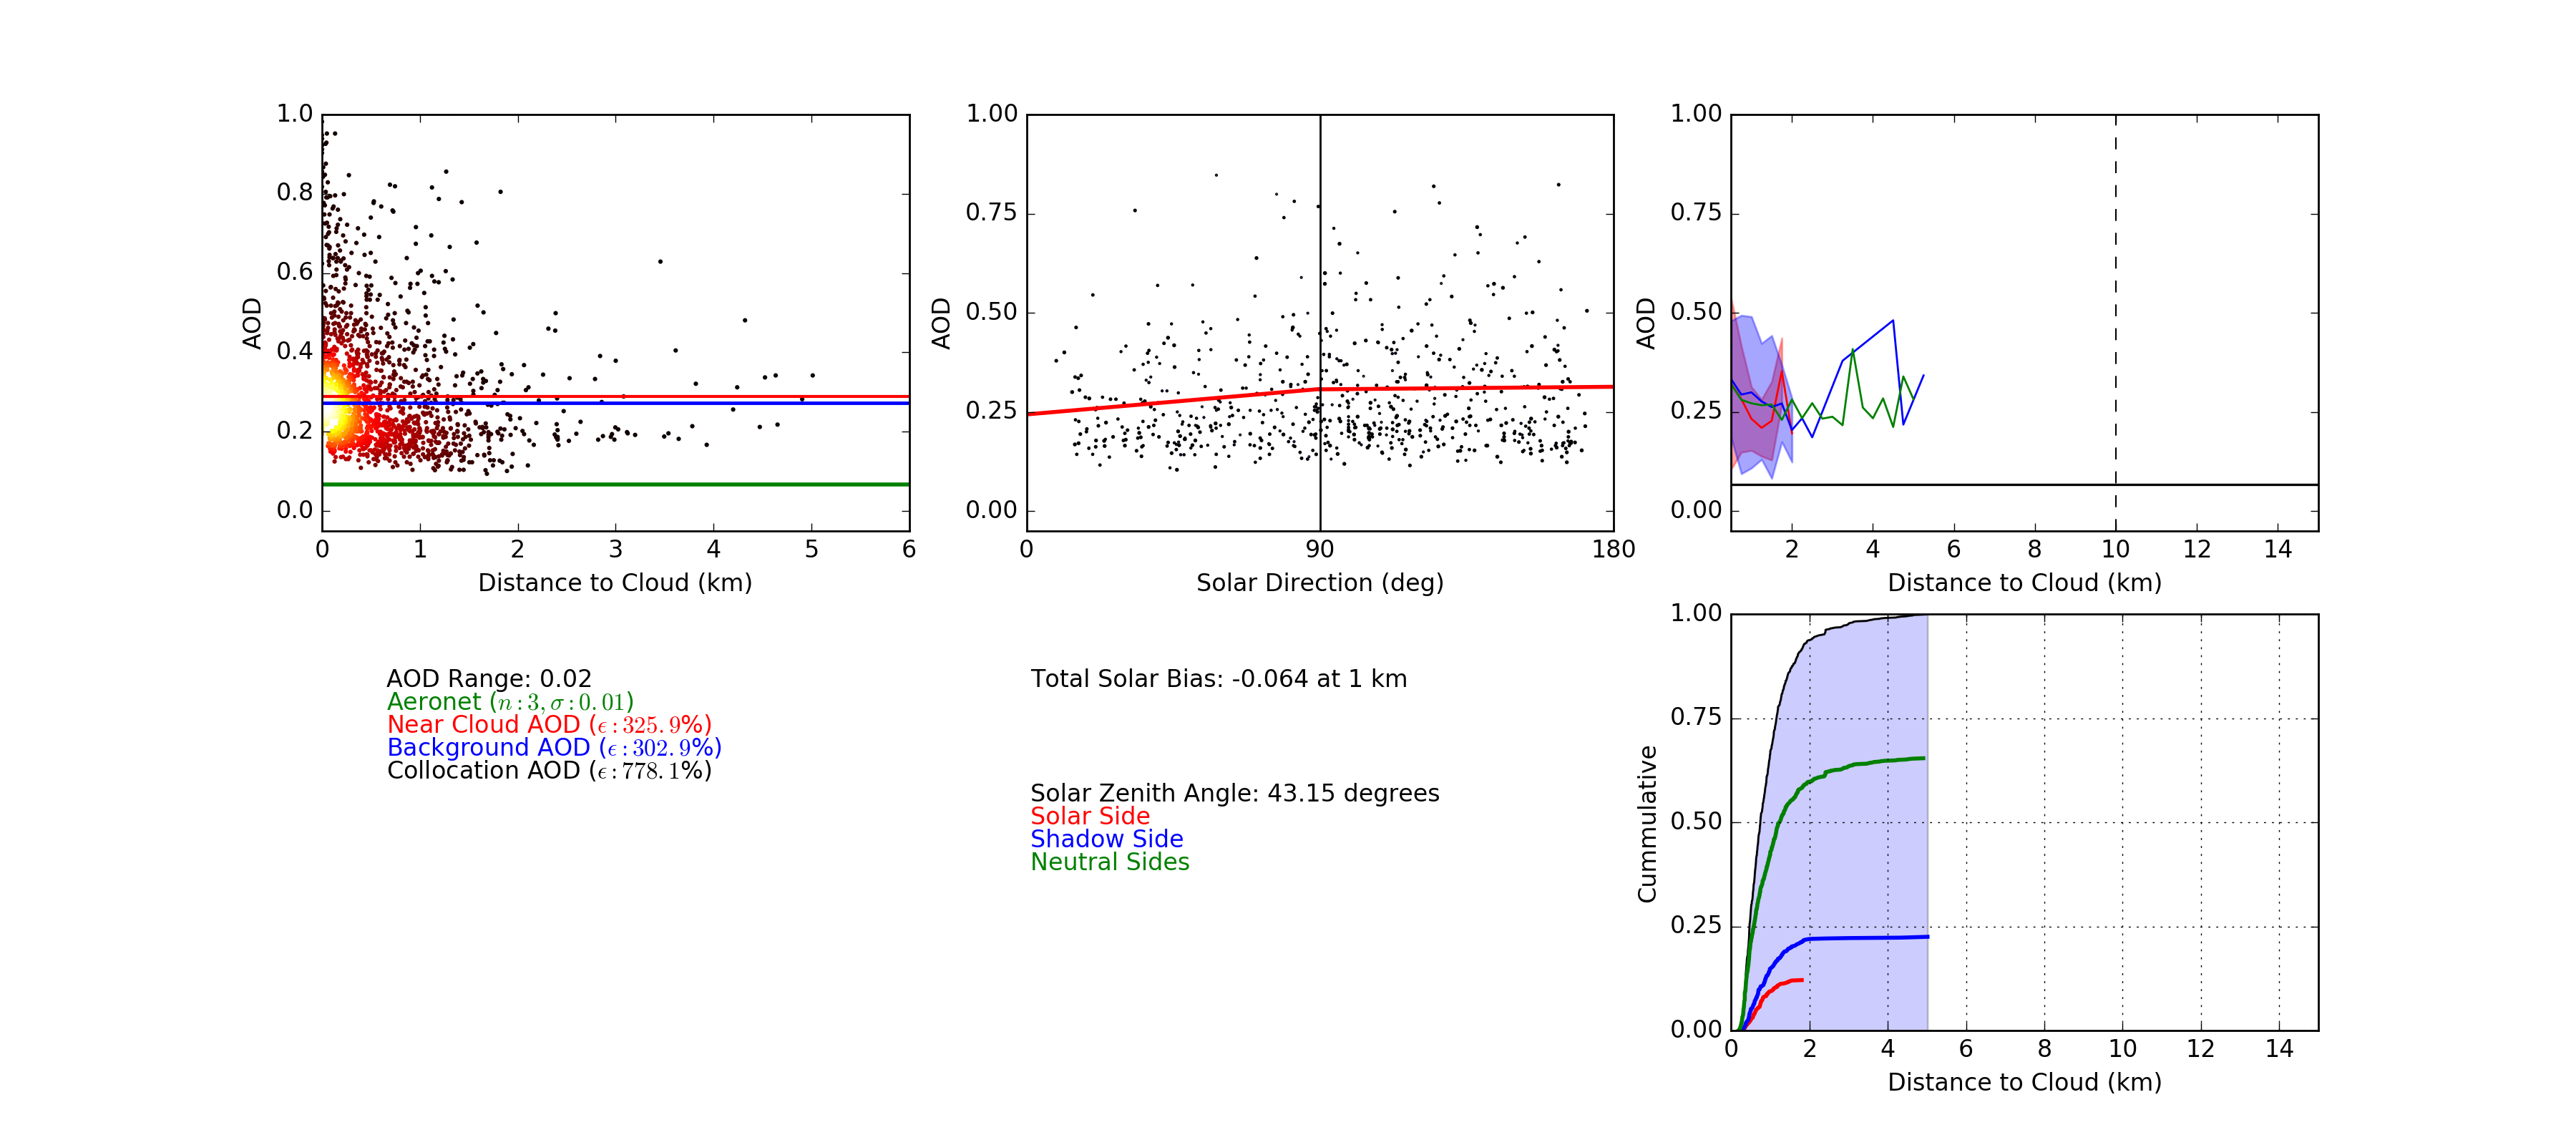 1.0
0.8
0.6
0.4
0.2
0.0
AOD
0 1 2 3 4 5 6
Distance to Cloud (km)
1.00
0.75
0.50
0.25
0.00
AOD
0 90 180
Solar Direction (deg)
1.00
0.75
0.50
0.25
0.00
AOD
2 4 6 8 10 12 14
Distance to Cloud (km)
AOD Range: 0.02
Aeronet (n : 3, σ : 0.01)
Near Cloud AOD (ϵ : 325.9%)
Background AOD (ϵ : 302.9%)
Collocation AOD (ϵ : 778.1%)
Total Solar Bias: -0.064 at 1 km
Solar Zenith Angle: 43.15 degrees
Solar Side
Shadow Side
Neutral Sides
1.00
0.75
0.50
0.25
0.00
Cummulative
0 2 4 6 8 10 12 14
Distance to Cloud (km)